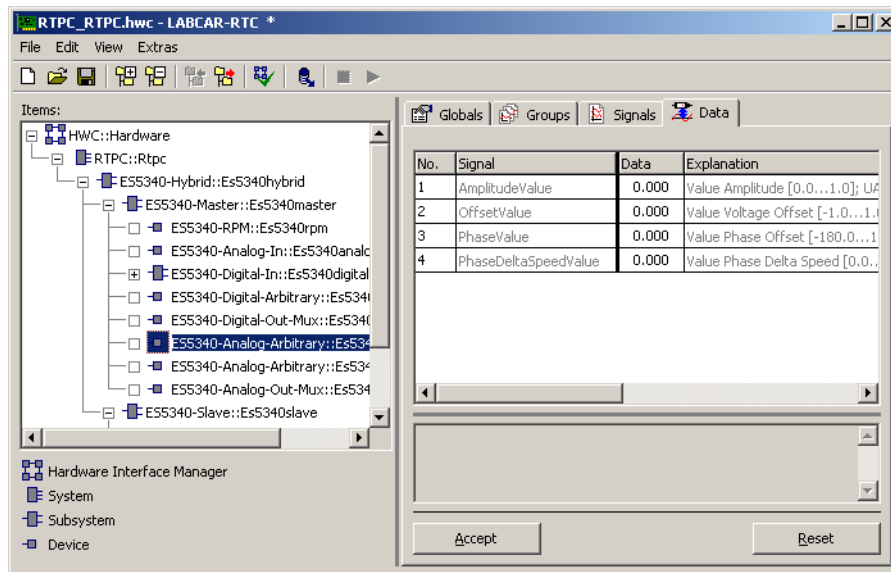 RTPC_RTPC.hwc - LABCAR-RTC *
File Edit View Extras
Items:
HWC::Hardware
RTPC::Rtpc
ES5340-Hybrid::Es5340hybrid
ES5340-Master::Es5340master
ES5340-RPM::Es5340rpm
ES5340-Analog-In::Es5340analc
ES5340-Digital-In::Es5340digital
ES5340-Digital-Arbitrary::Es534
ES5340-Digital-Out-Mux::Es534
ES5340-Analog-Arbitrary::Es534
ES5340-Analog-Arbitrary::Es534
ES5340-Analog-Out-Mux::Es534
ES5340-Slave::Es5340slave
Hardware Interface Manager
System
Subsystem
Device
Globals Groups Signals Data
No. Signal Data Explanation
1 AmplitudeValue 0.000 Value Amplitude [0.0...1.0]; UA
2 OffsetValue 0.000 Value Voltage Offset [-1.0...1.
3 PhaseValue 0.000 Value Phase Offset [-180.0...1
4 PhaseDeltaSpeedValue 0.000 Value Phase Delta Speed [0.0..
Accept Reset